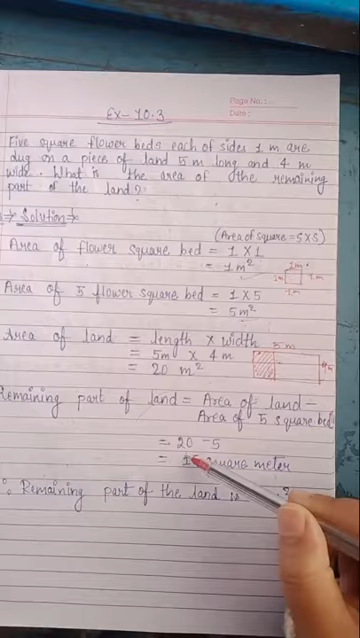 Page No.:
Date:
Ex- 10.3
Five square flower beds each of sides 1 m are
dug on a piece of land 5 m long and 4 m
wide. What is the area of the remaining
part of the land?
Solution
(Area of square = S X S)
Area of flower square bed = 1 X 1
= 1 m²
1m
1m
1m
Area of 5 flower square bed = 1 X 5
= 5m²
Area of land = length X width
5m
= 5m X 4m
4m
= 20 m²
Remaining part of land = Area of land -
Area of 5 square bed
= 20 - 5
= square meter
Remaining part of the land is